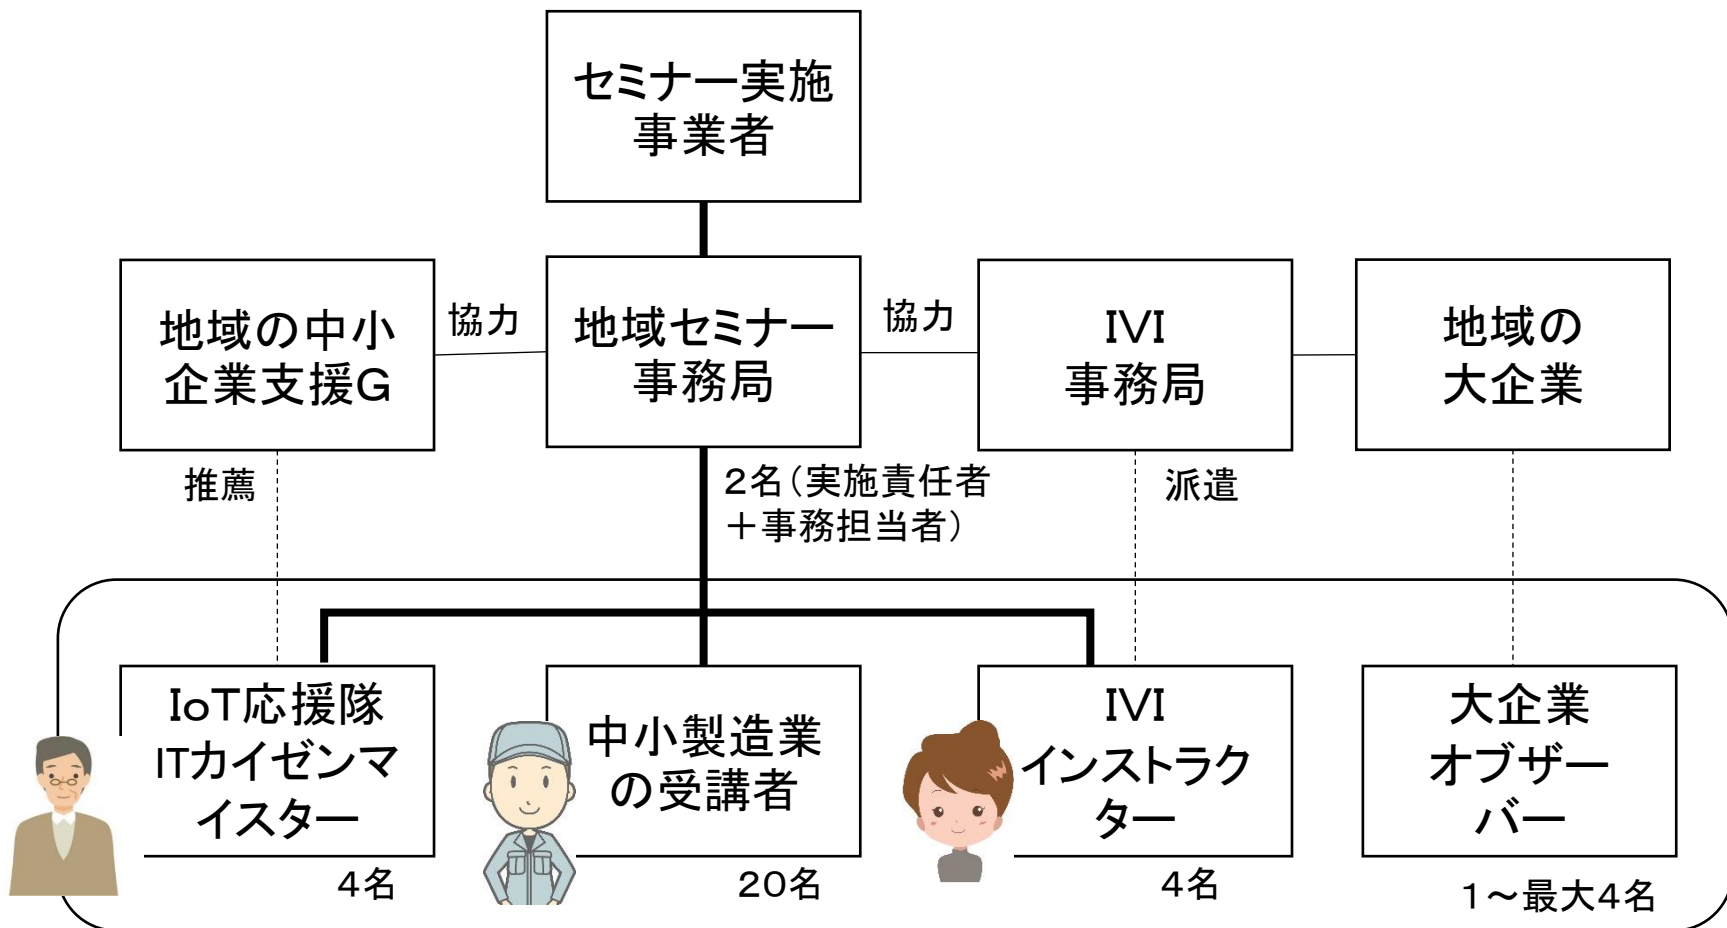 セミナー実施
事業者
地域の中小
企業支援G
協力
地域セミナー
事務局
協力
IVI
事務局
地域の
大企業
推薦
2名（実施責任者
＋事務担当者）
派遣
IoT応援隊
ITカイゼンマ
イスター
中小製造業
の受講者
IVI
インストラク
ター
大企業
オブザー
バー
4名
20名
4名
1～最大4名